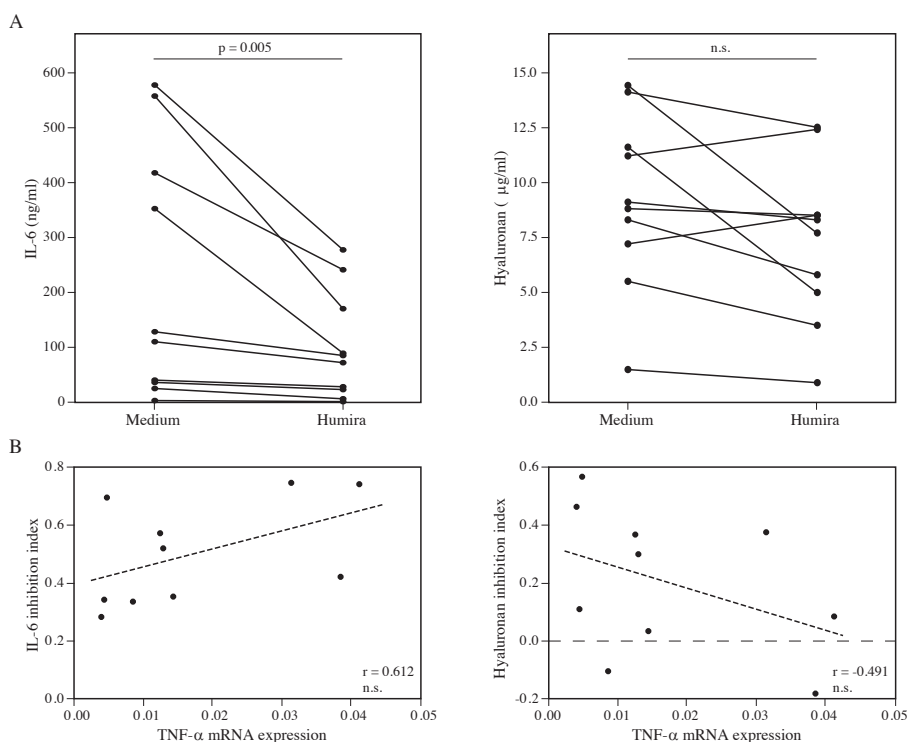 A
p = 0.005
600
500
400
300
200
100
0
IL-6 (ng/ml)
Medium
Humira
n.s.
15.0
12.5
10.0
7.5
5.0
2.5
0.0
Hyaluronan ( μg/ml)
Medium
Humira
B
0.8
0.6
0.4
0.2
0.0
IL-6 inhibition index
r = 0.612
n.s.
0.00 0.01 0.02 0.03 0.04 0.05
TNF-α mRNA expression
0.6
0.4
0.2
0.0
-0.2
Hyaluronan inhibition index
r = -0.491
n.s.
0.00 0.01 0.02 0.03 0.04 0.05
TNF-α mRNA expression